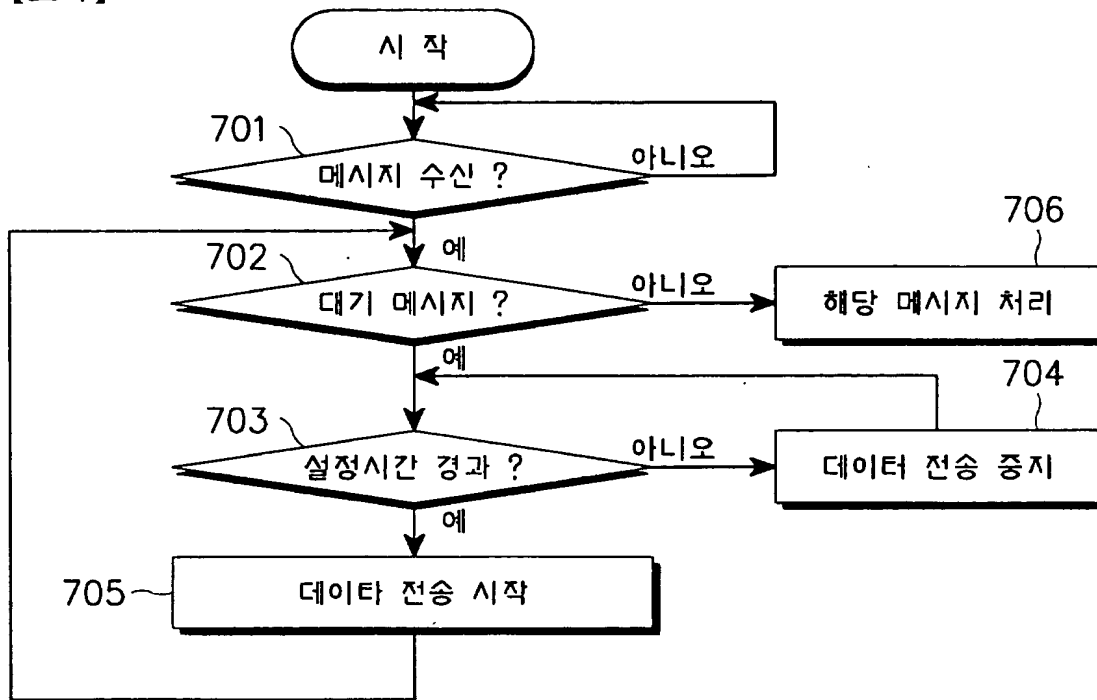 시 작
701
메시지 수신 ?
아니오
예
706
702
대기 메시지 ?
아니오
해당 메시지 처리
예
704
703
설정시간 경과 ?
아니오
데이터 전송 중지
예
705
데이타 전송 시작